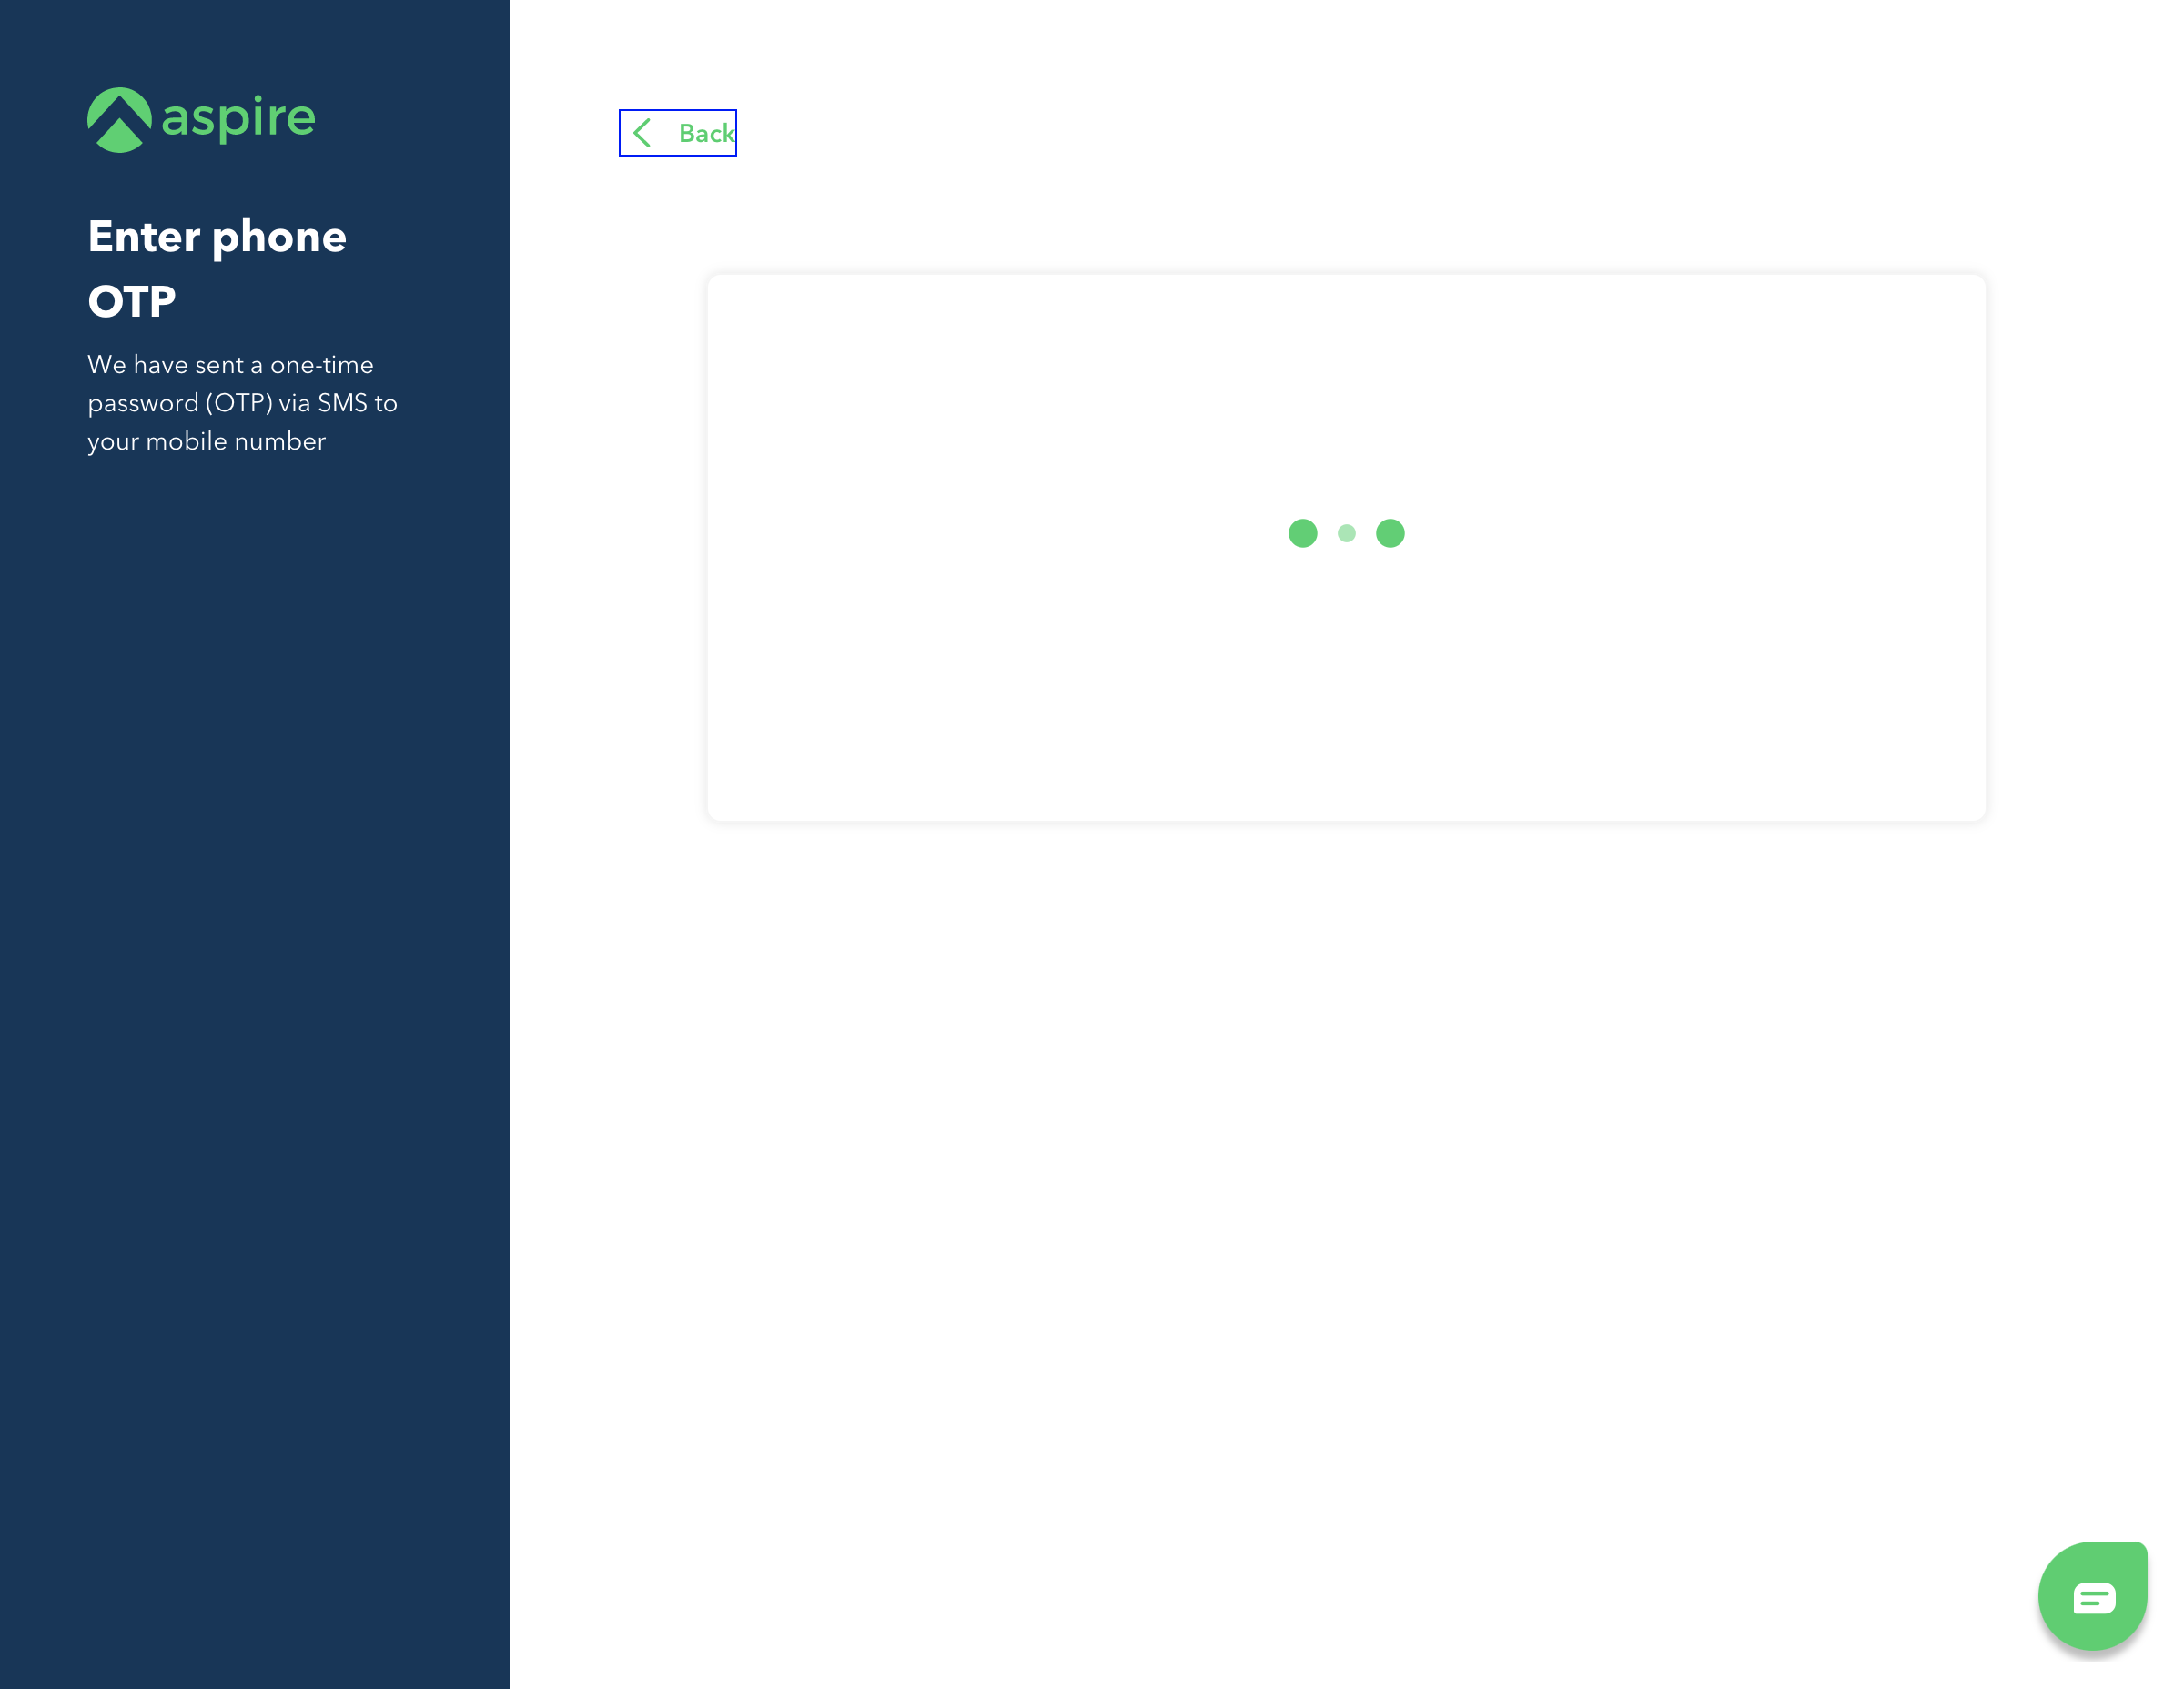 aspire
Enter phone
OTP
We have sent a one-time
password (OTP) via SMS to
your mobile number
Back